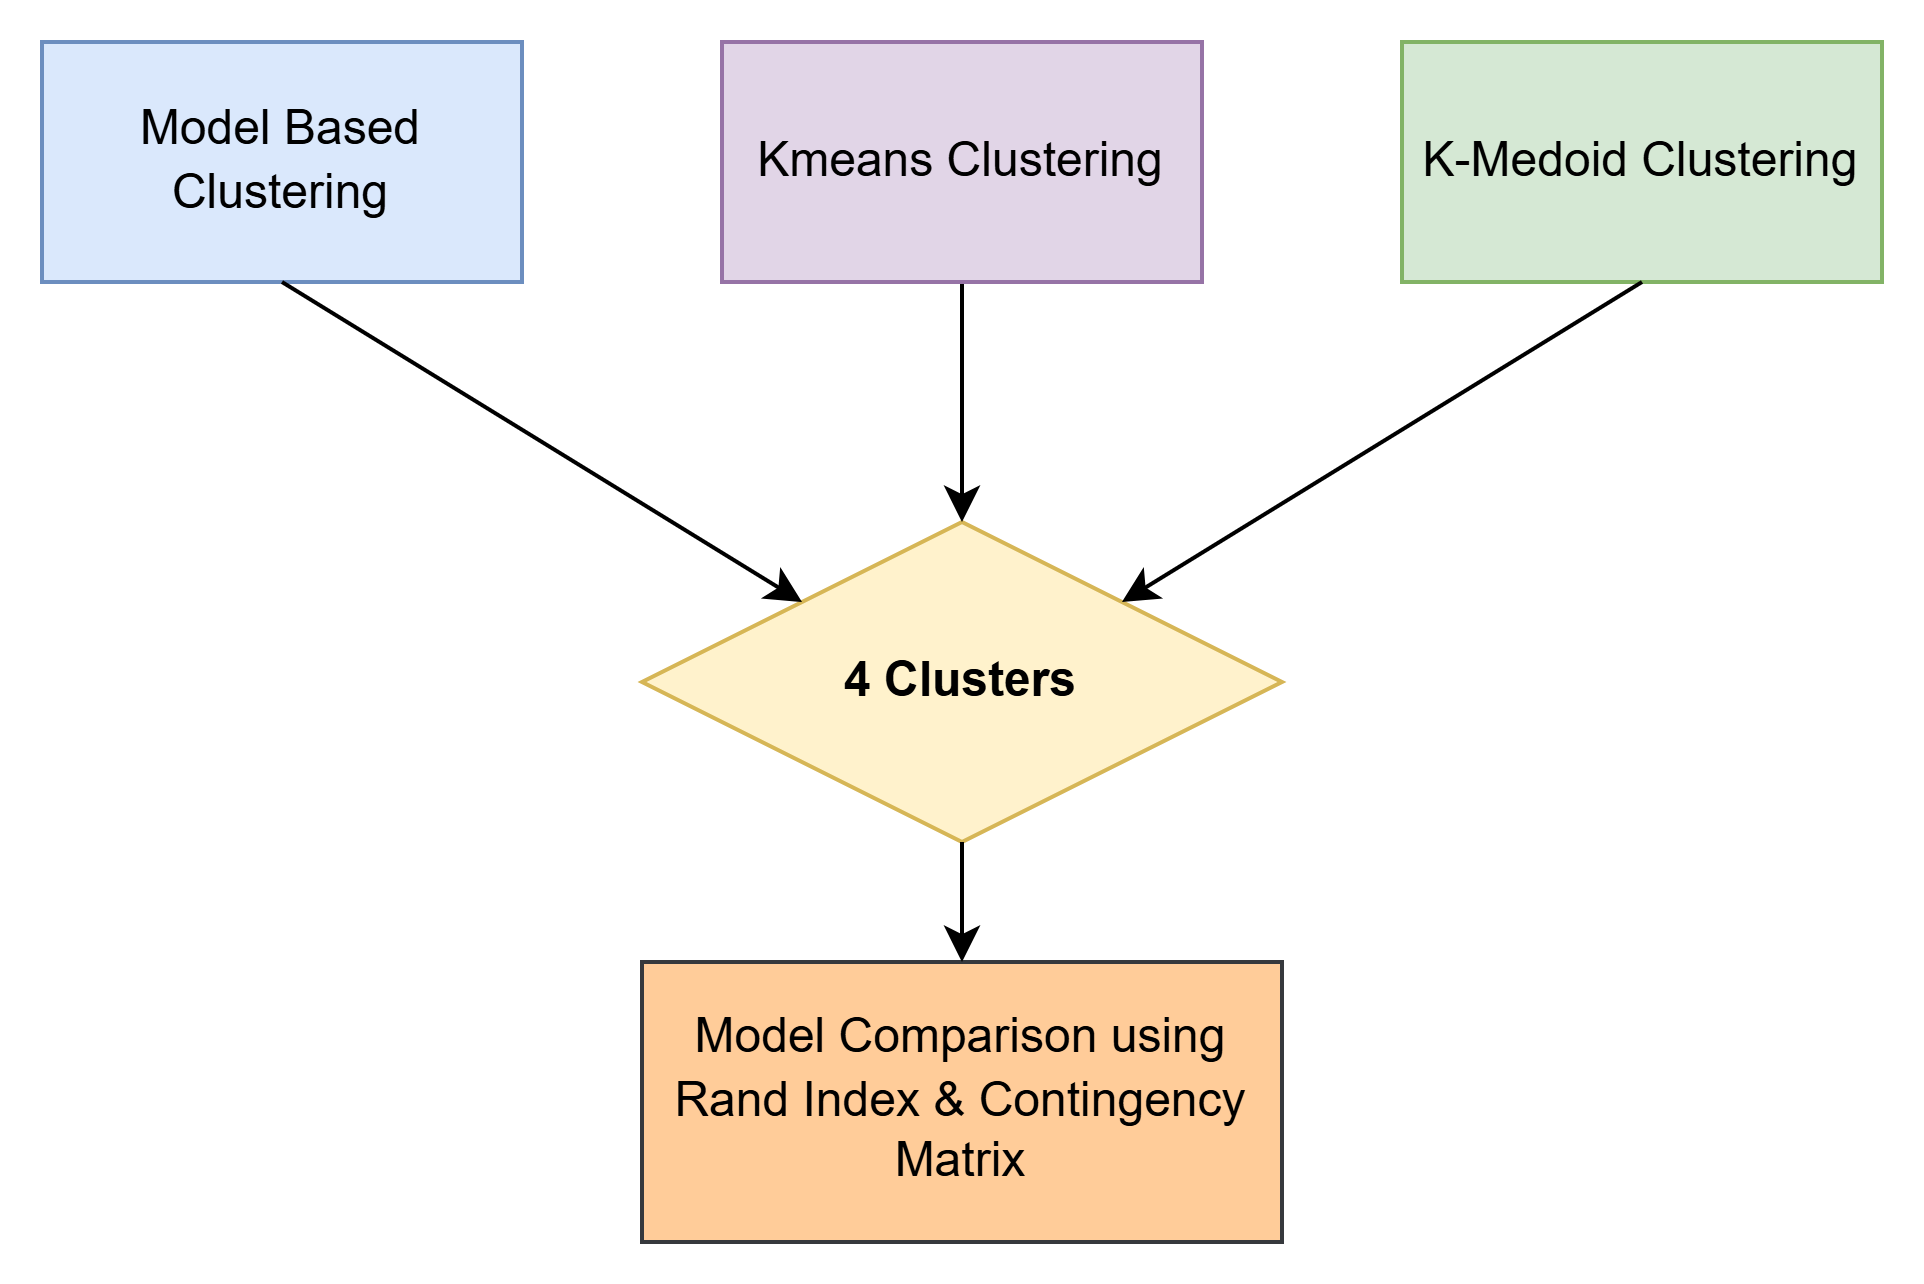 Model Based
Clustering
Kmeans Clustering
K-Medoid Clustering
4 Clusters
Model Comparison using
Rand Index & Contingency
Matrix